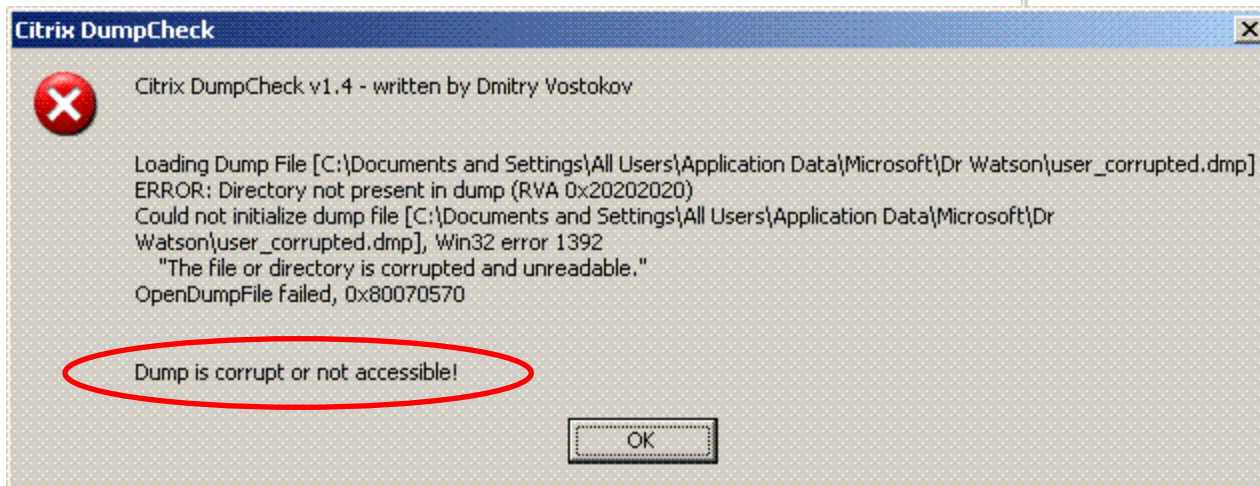 Citrix DumpCheck
Citrix DumpCheck v1.4 - written by Dmitry Vostokov
Loading Dump File [C:\Documents and Settings\All Users\Application Data\Microsoft\Dr Watson\user_corrupted.dmp]
ERROR: Directory not present in dump (RVA 0x20202020)
Could not initialize dump file [C:\Documents and Settings\All Users\Application Data\Microsoft\Dr
Watson\user_corrupted.dmp], Win32 error 1392
"The file or directory is corrupted and unreadable."
OpenDumpFile failed, 0x80070570
Dump is corrupt or not accessible!
OK